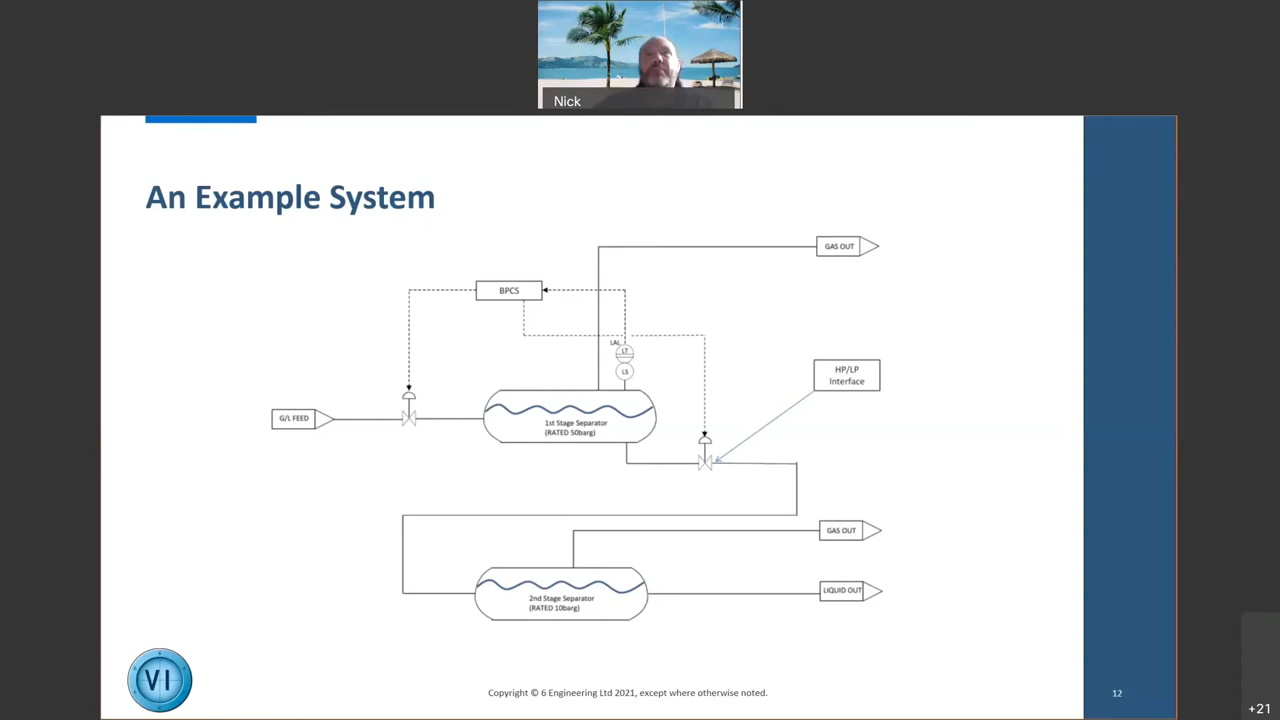 Nick
An Example System
GAS OUT
BPCS
LAL
LT
LS
HP/LP
Interface
G/L FEED
1st Stage Separator
(RATED 50barg)
GAS OUT
2nd Stage Separator
(RATED 10barg)
LIQUID OUT
VI
Copyright © 6 Engineering Ltd 2021, except where otherwise noted.
12
+21